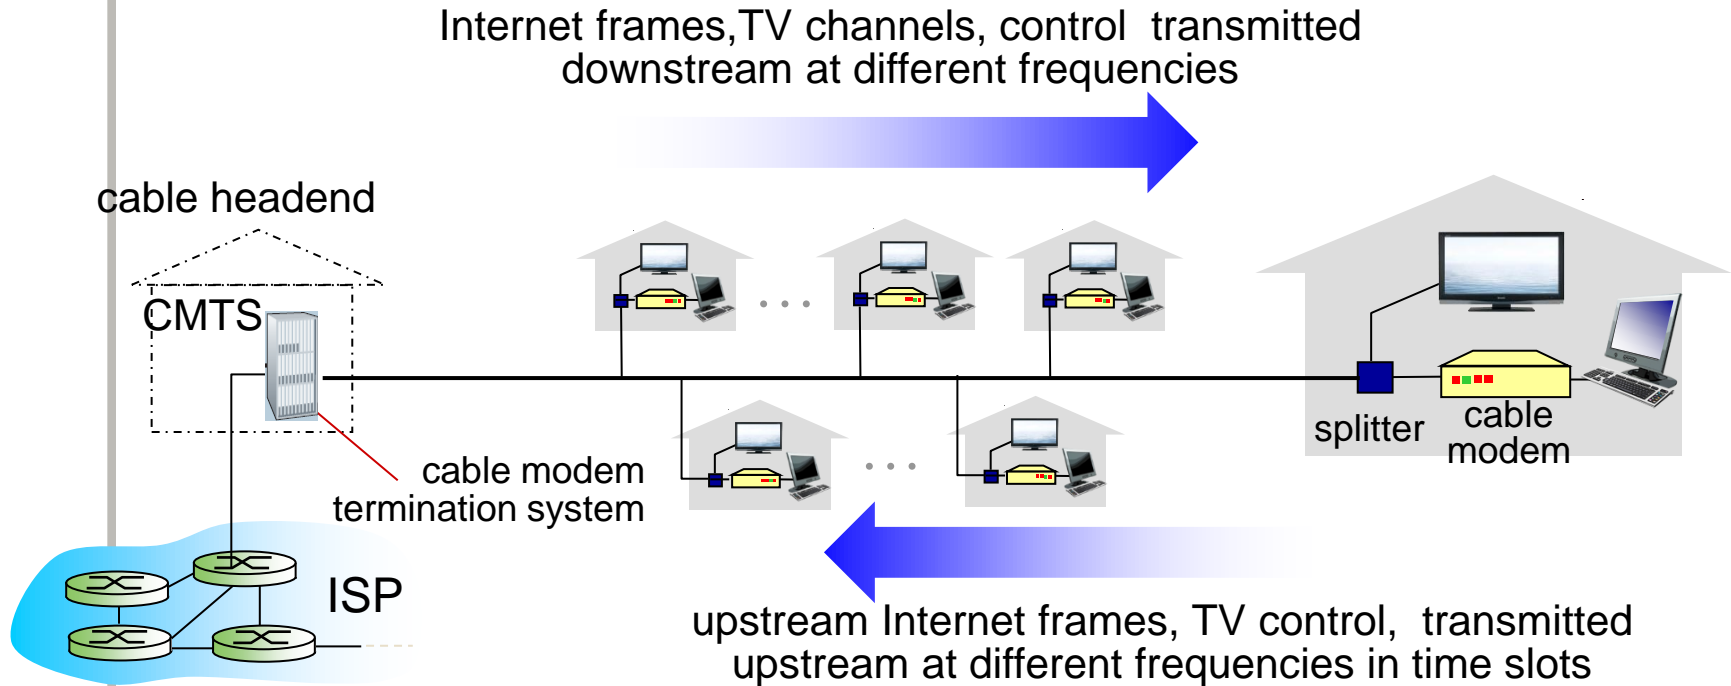 Internet frames,TV channels, control  transmitted
downstream at different frequencies
cable headend
CMTS
splitter
cable
modem
cable modem
termination system
ISP
upstream Internet frames, TV control,  transmitted
upstream at different frequencies in time slots